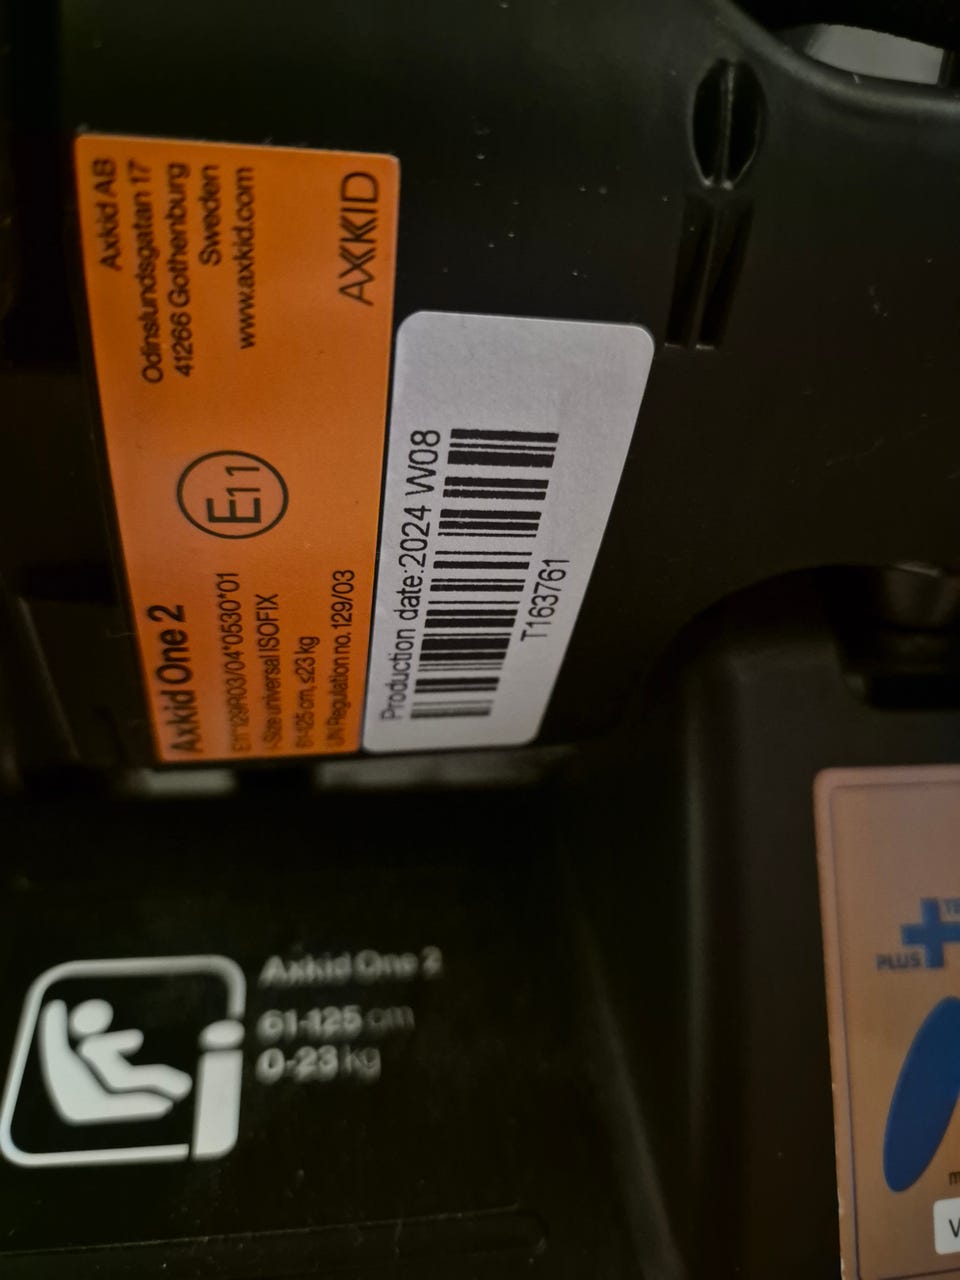 Axkid One 2
E11*129R03/04*0530*01
i-Size universal ISOFIX
61-125 cm, ≤23 kg
UN Regulation no. 129/03
E11
Axkid AB
Odinslundsgatan 17
41266 Gothenburg
Sweden
www.axkid.com
AXKID
Production date:2024 W08
T163761
Axkid One 2
61-125 cm
0-23 kg
PLUS